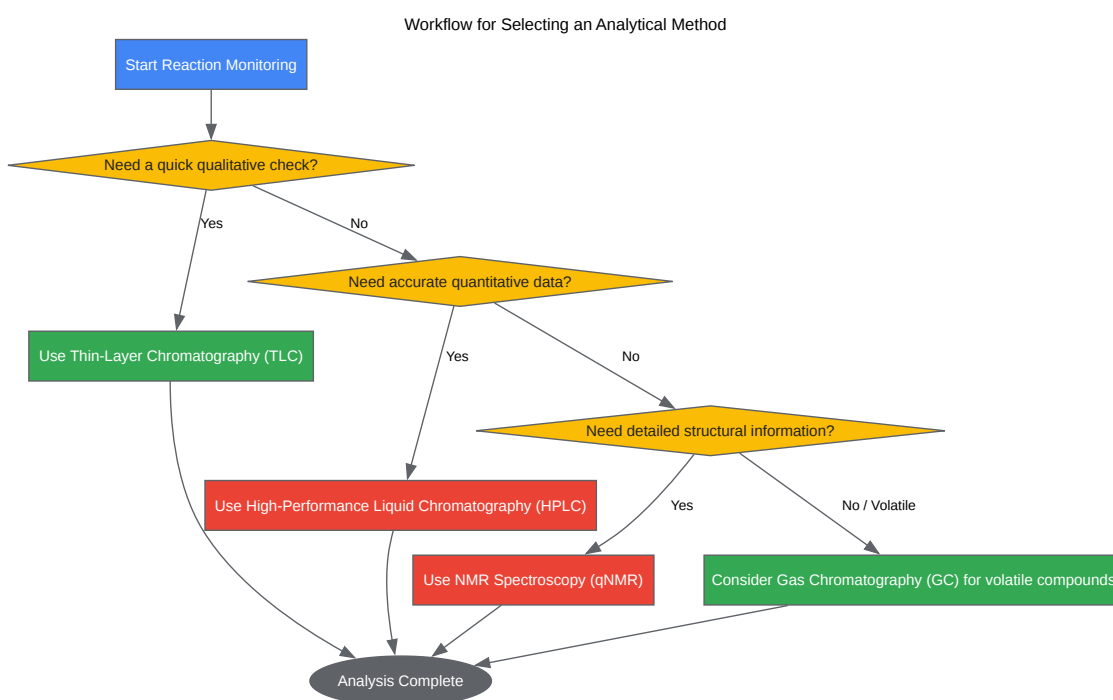 Workflow for Selecting an Analytical Method
Start Reaction Monitoring
Need a quick qualitative check?
Yes
No
Need accurate quantitative data?
Use Thin-Layer Chromatography (TLC)
Yes
No
Need detailed structural information?
Use High-Performance Liquid Chromatography (HPLC)
Yes
No / Volatile
Use NMR Spectroscopy (qNMR)
Consider Gas Chromatography (GC) for volatile compounds
Analysis Complete